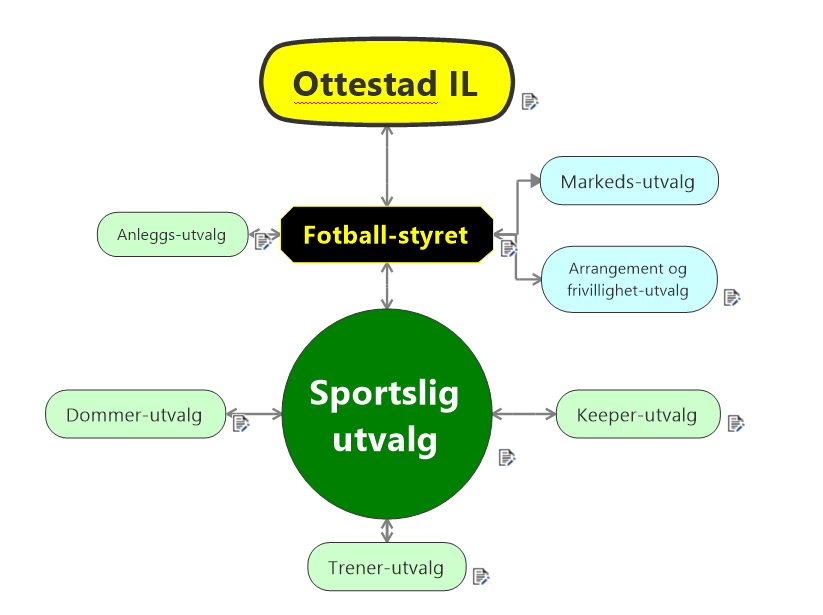 Ottestad IL
Markeds-utvalg
Anleggs-utvalg
Fotball-styret
Arrangement og
frivillighet-utvalg
Sportslig
utvalg
Dommer-utvalg
Keeper-utvalg
Trener-utvalg